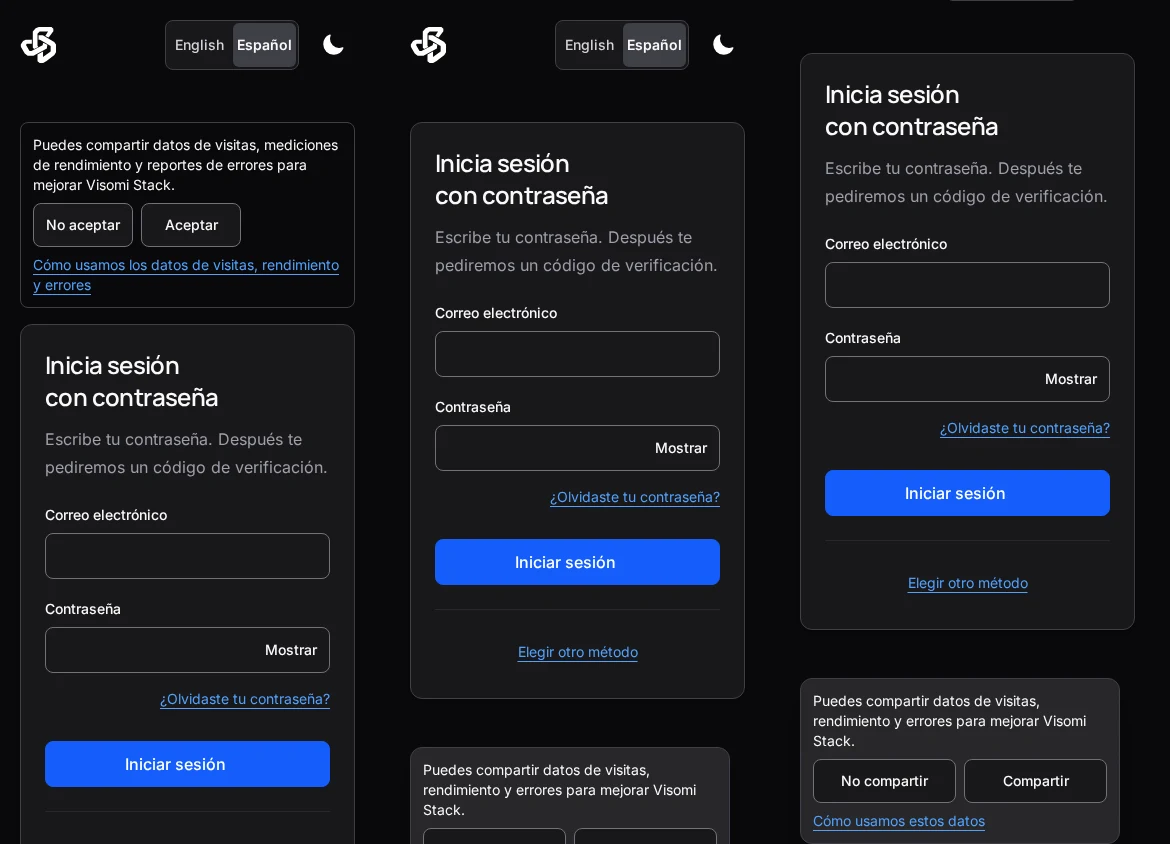 English
Español
Puedes compartir datos de visitas, mediciones
de rendimiento y reportes de errores para
mejorar Visomi Stack.
No aceptar
Aceptar
Cómo usamos los datos de visitas, rendimiento
y errores
Inicia sesión
con contraseña
Escribe tu contraseña. Después te
pediremos un código de verificación.
Correo electrónico
Contraseña
Mostrar
¿Olvidaste tu contraseña?
Iniciar sesión
English
Español
Inicia sesión
con contraseña
Escribe tu contraseña. Después te
pediremos un código de verificación.
Correo electrónico
Contraseña
Mostrar
¿Olvidaste tu contraseña?
Iniciar sesión
Elegir otro método
Puedes compartir datos de visitas,
rendimiento y errores para mejorar Visomi
Stack.
Inicia sesión
con contraseña
Escribe tu contraseña. Después te
pediremos un código de verificación.
Correo electrónico
Contraseña
Mostrar
¿Olvidaste tu contraseña?
Iniciar sesión
Elegir otro método
Puedes compartir datos de visitas,
rendimiento y errores para mejorar Visomi
Stack.
No compartir
Compartir
Cómo usamos estos datos